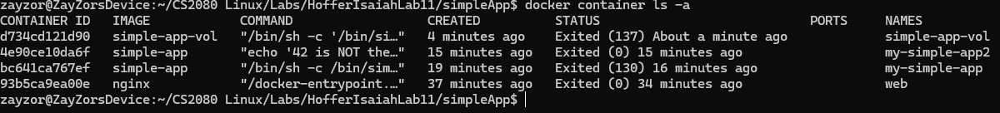 zayzor@ZayZorsDevice:~/CS2080 Linux/Labs/HofferIsaiahLab11/simpleApp$ docker container ls -a
CONTAINER ID   IMAGE            COMMAND                  CREATED          STATUS                            PORTS     NAMES
d734cd121d90   simple-app-vol   "/bin/sh -c '/bin/si…"   4 minutes ago    Exited (137) About a minute ago             simple-app-vol
4e90ce10da6f   simple-app       "echo '42 is NOT the…"   15 minutes ago   Exited (0) 15 minutes ago                   my-simple-app2
bc641ca767ef   simple-app       "/bin/sh -c /bin/sim…"   19 minutes ago   Exited (130) 16 minutes ago                 my-simple-app
93b5ca9ea00e   nginx            "/docker-entrypoint.…"   37 minutes ago   Exited (0) 34 minutes ago                   web
zayzor@ZayZorsDevice:~/CS2080 Linux/Labs/HofferIsaiahLab11/simpleApp$